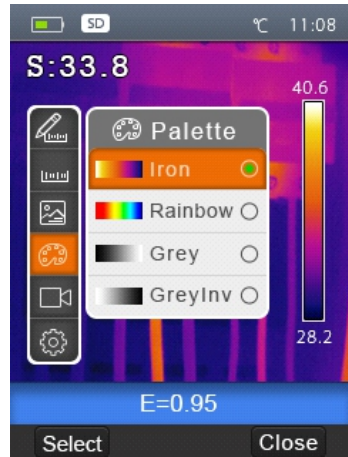 SD ℃ 11:08
S:33.8
40.6
Palette
Iron
Rainbow
Grey
GreyInv
28.2
E=0.95
Select Close